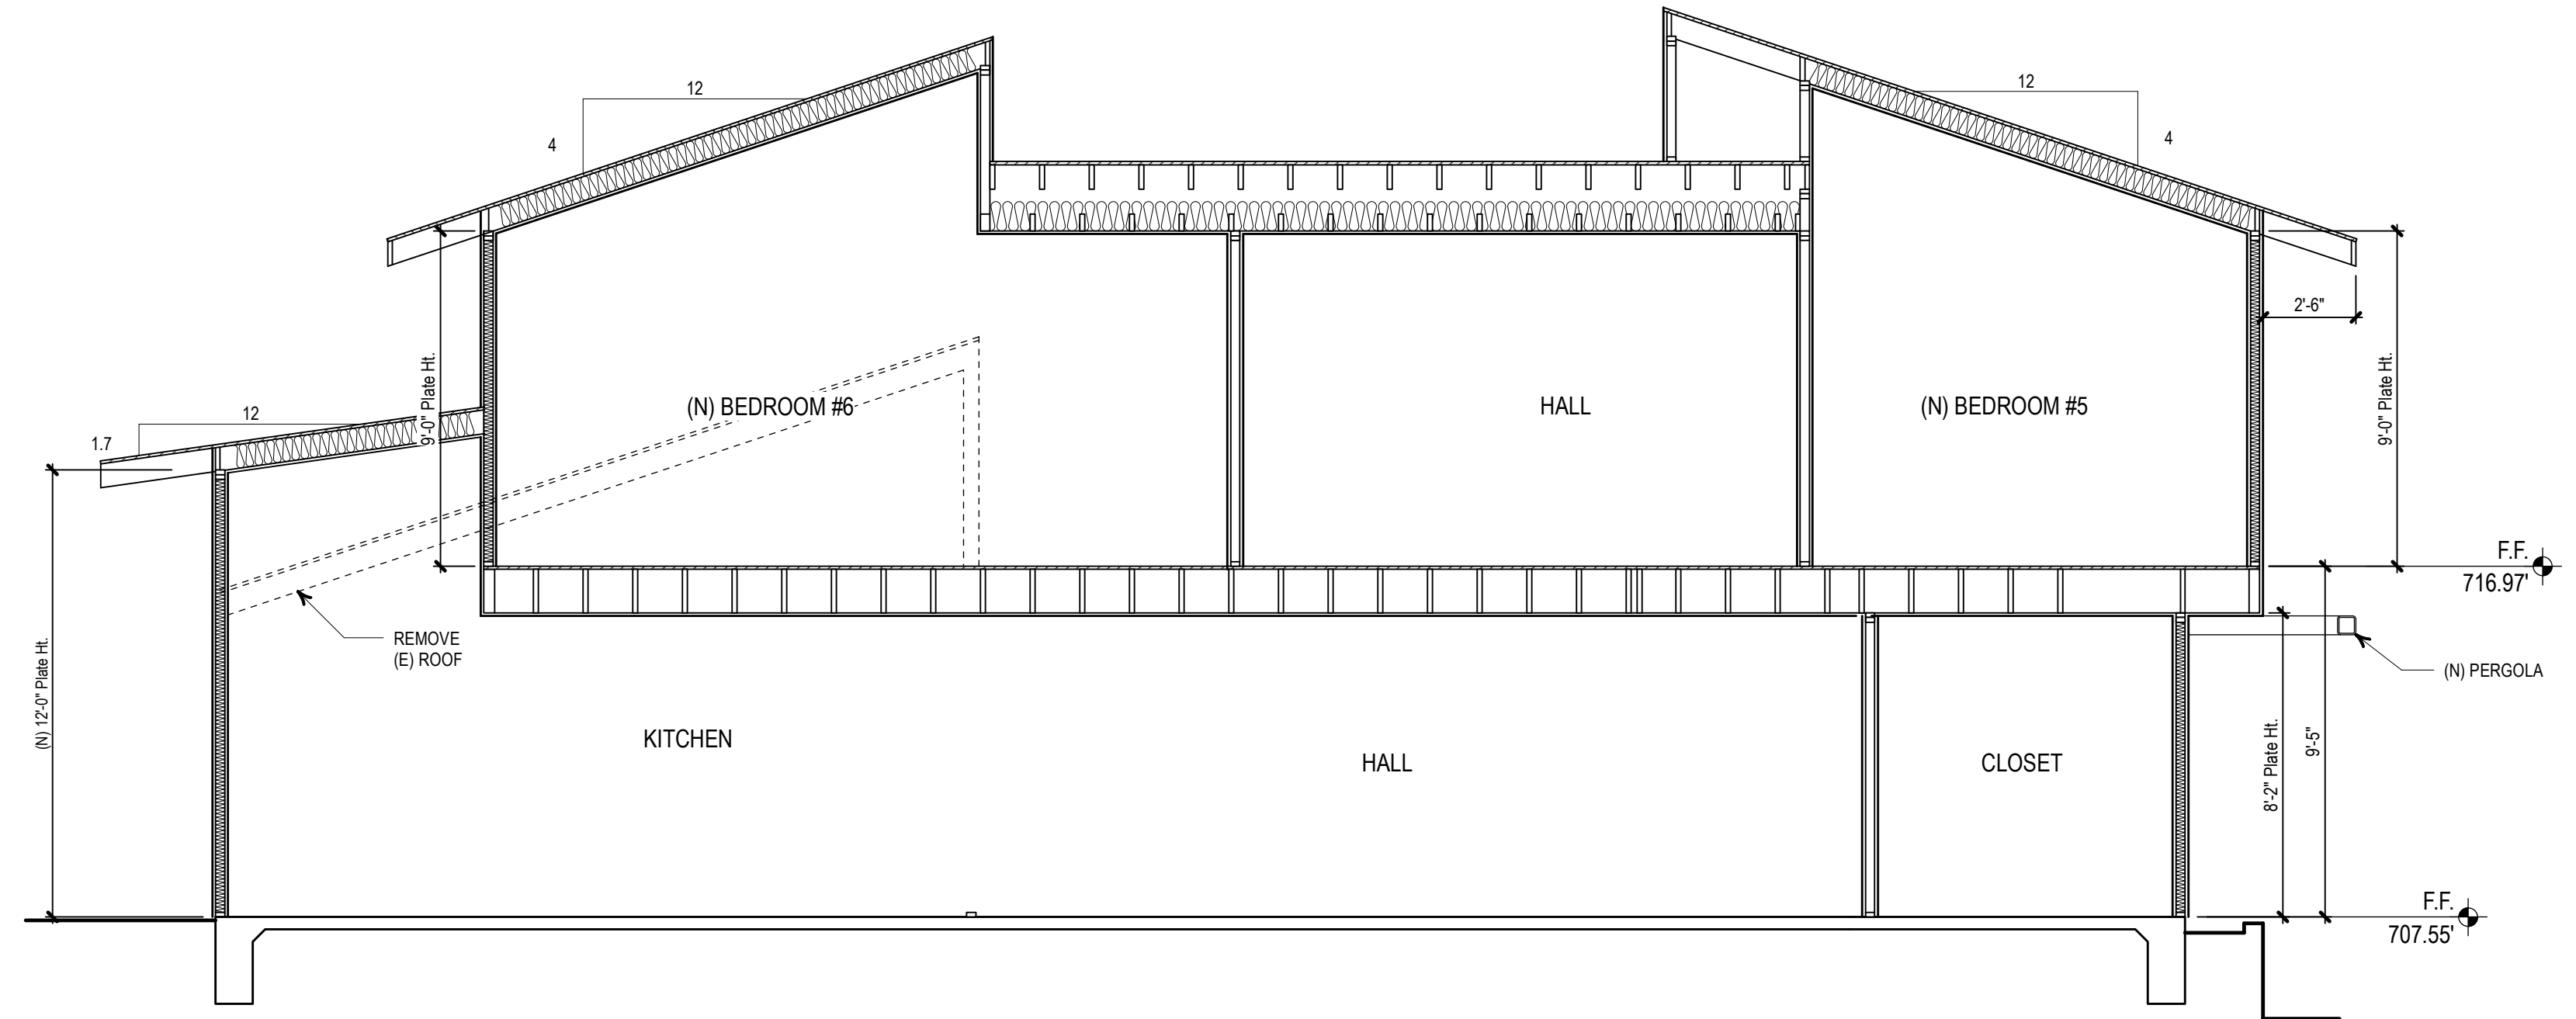 12
12
4
4
2'-6"
9'-0" Plate Ht.
9'-0" Plate Ht.
(N) BEDROOM #6
HALL
(N) BEDROOM #5
12
1.7
F.F.
716.97'
REMOVE
(E) ROOF
(N) PERGOLA
(N) 12'-0" Plate Ht.
KITCHEN
HALL
CLOSET
8'-2" Plate Ht.
9'-5"
F.F.
707.55'